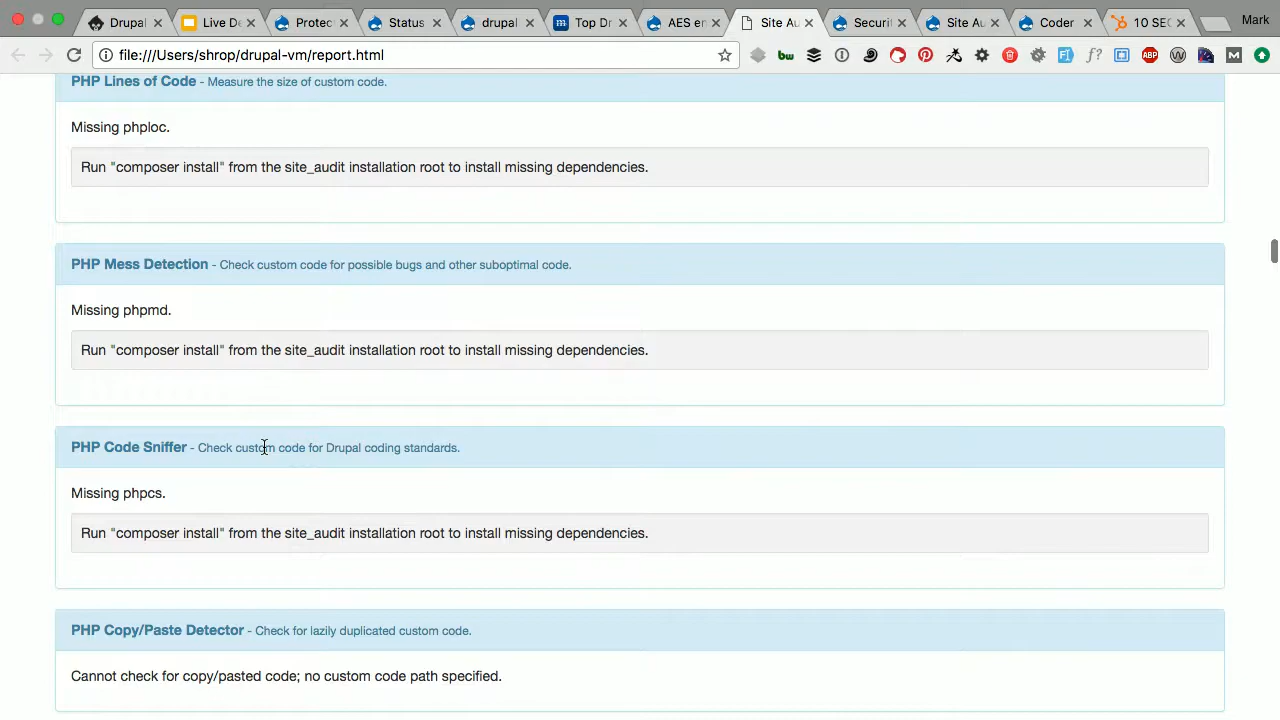 Drupal
Live De
Protec
Status
drupal
Top Dr
AES en
Site Au
Securi
Site Au
Coder
10 SEC
Mark
file:///Users/shrop/drupal-vm/report.html
PHP Lines of Code - Measure the size of custom code.
Missing phploc.
Run "composer install" from the site_audit installation root to install missing dependencies.
PHP Mess Detection - Check custom code for possible bugs and other suboptimal code.
Missing phpmd.
Run "composer install" from the site_audit installation root to install missing dependencies.
PHP Code Sniffer - Check custom code for Drupal coding standards.
Missing phpcs.
Run "composer install" from the site_audit installation root to install missing dependencies.
PHP Copy/Paste Detector - Check for lazily duplicated custom code.
Cannot check for copy/pasted code; no custom code path specified.